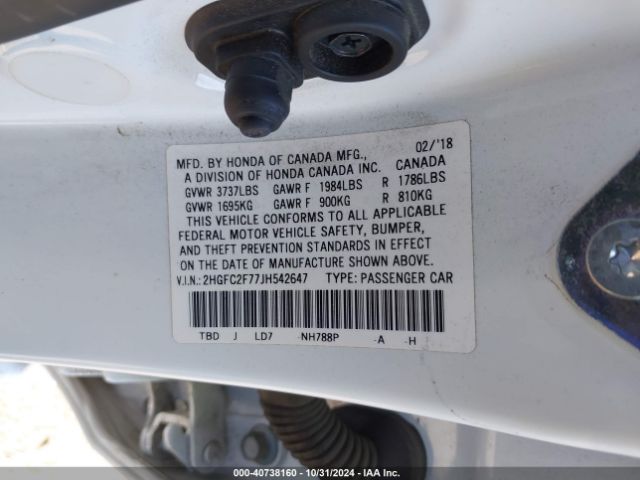 02/'18
MFD. BY HONDA OF CANADA MFG., CANADA
A DIVISION OF HONDA CANADA INC.
GVWR 3737LBS GAWR F 1984LBS R 1786LBS
GVWR 1695KG GAWR F 900KG R 810KG
THIS VEHICLE CONFORMS TO ALL APPLICABLE
FEDERAL MOTOR VEHICLE SAFETY, BUMPER,
AND THEFT PREVENTION STANDARDS IN EFFECT
ON THE DATE OF MANUFACTURE SHOWN ABOVE.
V.I.N.: 2HGFC2F77JH542647 TYPE: PASSENGER CAR
TBD J LD7 -NH788P -A -H
000-40738160 - 10/31/2024 - IAA Inc.